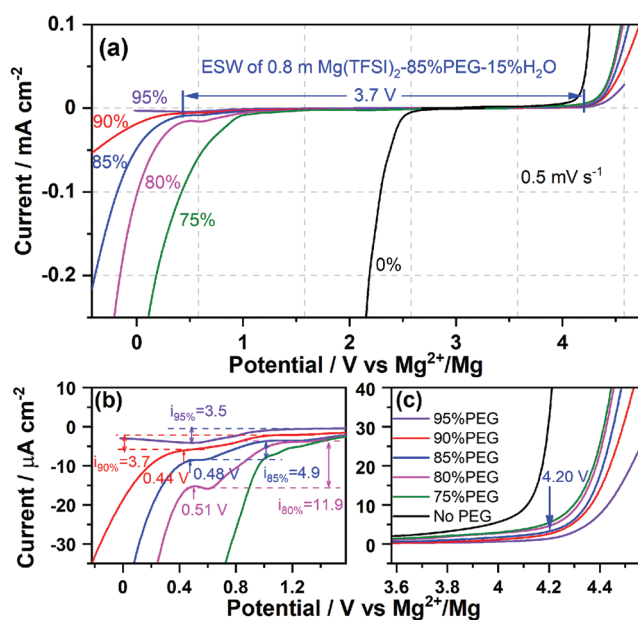 (a)
ESW of 0.8 m Mg(TFSI)₂-85%PEG-15%H₂O
3.7 V
95%
90%
85%
80%
75%
0%
0.5 mV s⁻¹
Current / mA cm⁻²
0.1
0
-0.1
-0.2
0 1 2 3 4
Potential / V vs Mg²⁺/Mg
(b)
i95%=3.5
i90%=3.7
0.44 V
0.48 V
i85%=4.9
0.51 V
i80%=11.9
Current / μA cm⁻²
10
5
0
-5
-10
-15
-20
-25
-30
0 0.4 0.8 1.2
(c)
95%PEG
90%PEG
85%PEG
80%PEG
75%PEG
No PEG
4.20 V
40
30
20
10
0
3.6 3.8 4.0 4.2 4.4
Potential / V vs Mg²⁺/Mg